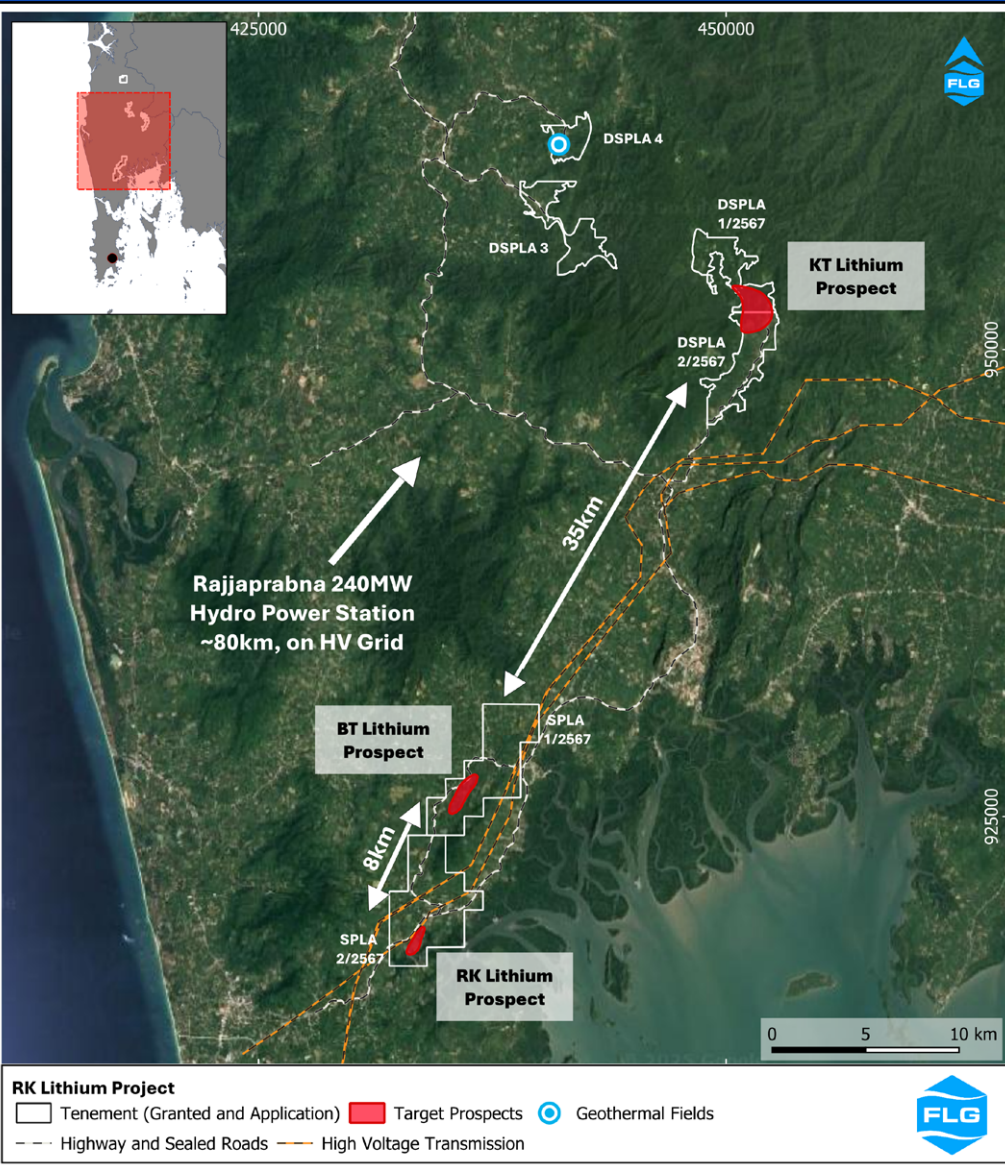 425000
450000
FLG
DSPLA 4
DSPLA 3
DSPLA
1/2567
KT Lithium
Prospect
DSPLA
2/2567
950000
35km
Rajjaprabna 240MW
Hydro Power Station
~80km, on HV Grid
BT Lithium
Prospect
SPLA
1/2567
925000
8km
SPLA
2/2567
RK Lithium
Prospect
0 5 10 km
RK Lithium Project
Tenement (Granted and Application) Target Prospects Geothermal Fields
Highway and Sealed Roads High Voltage Transmission
FLG